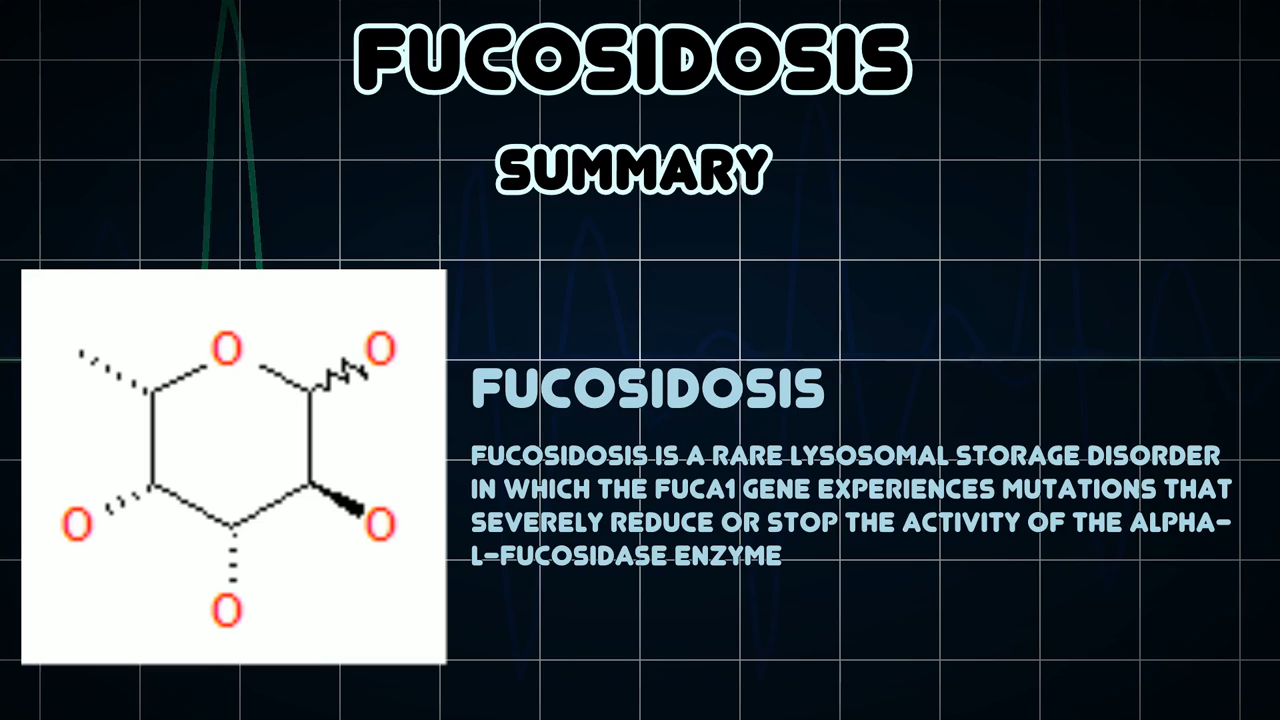 FUCOSIDOSIS
SUMMARY
O
O
O
O
O
FUCOSIDOSIS
FUCOSIDOSIS IS A RARE LYSOSOMAL STORAGE DISORDER
IN WHICH THE FUCA1 GENE EXPERIENCES MUTATIONS THAT
SEVERELY REDUCE OR STOP THE ACTIVITY OF THE ALPHA-
L-FUCOSIDASE ENZYME